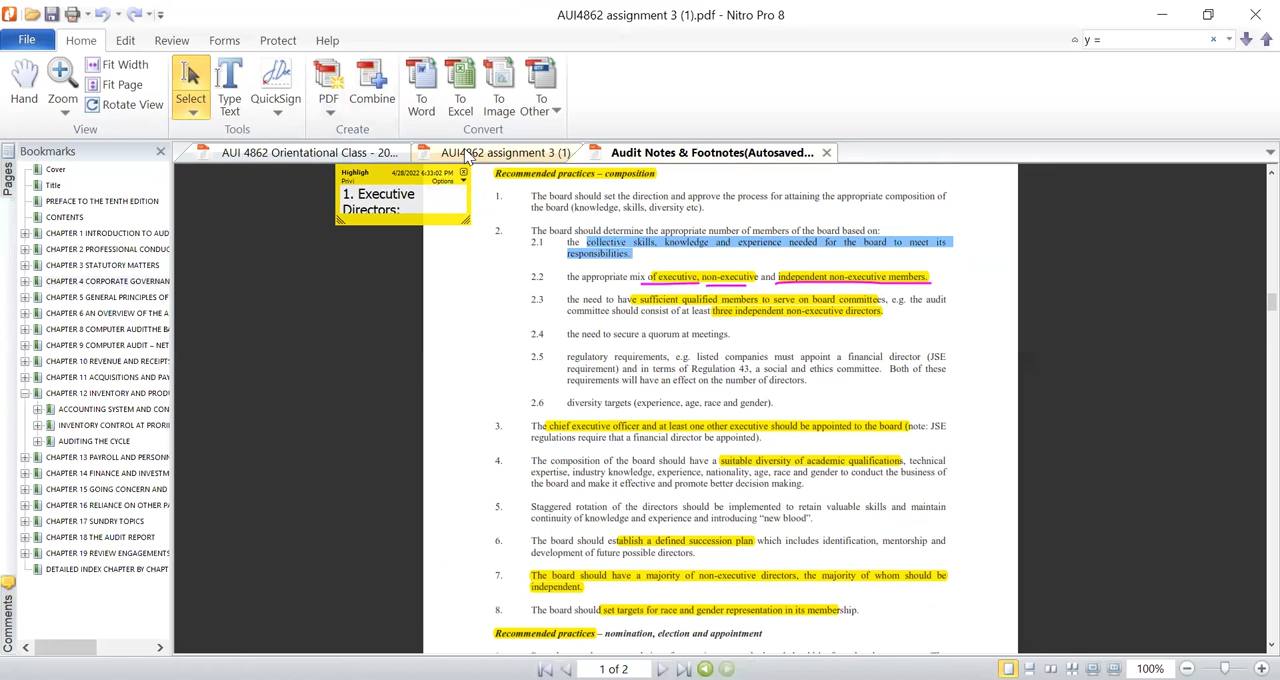 AUI4862 assignment 3 (1).pdf - Nitro Pro 8
File
Home
Edit
Review
Forms
Protect
Help
y =
Hand
Zoom
Fit Width
Fit Page
Rotate View
View
Select
Type
Text
QuickSign
Tools
PDF
Combine
Create
To
Word
To
Excel
To
Image
To
Other
Convert
Pages
Comments
Bookmarks
AUI 4862 Orientational Class - 20...
AUI4862 assignment 3 (1)
Audit Notes & Footnotes(Autosaved...
Cover
Title
PREFACE TO THE TENTH EDITION
CONTENTS
CHAPTER 1 INTRODUCTION TO AUD
CHAPTER 2 PROFESSIONAL CONDUC
CHAPTER 3 STATUTORY MATTERS
CHAPTER 4 CORPORATE GOVERNAN
CHAPTER 5 GENERAL PRINCIPLES OF
CHAPTER 6 AN OVERVIEW OF THE A
CHAPTER 8 COMPUTER AUDITTHE BA
CHAPTER 9 COMPUTER AUDIT – NET
CHAPTER 10 REVENUE AND RECEIPTS
CHAPTER 11 ACQUISITIONS AND PAY
CHAPTER 12 INVENTORY AND PRODU
ACCOUNTING SYSTEM AND CON
INVENTORY CONTROL AT PRORI
AUDITING THE CYCLE
CHAPTER 13 PAYROLL AND PERSONN
CHAPTER 14 FINANCE AND INVESTM
CHAPTER 15 GOING CONCERN AND
CHAPTER 16 RELIANCE ON OTHER PA
CHAPTER 17 SUNDRY TOPICS
CHAPTER 18 THE AUDIT REPORT
CHAPTER 19 REVIEW ENGAGEMENTS
DETAILED INDEX CHAPTER BY CHAPT
Highligh 4/28/2022 6:33:02 PM
Privi Options
1. Executive
Directors:
Recommended practices – composition
1. The board should set the direction and approve the process for attaining the appropriate composition of
the board (knowledge, skills, diversity etc).
2. The board should determine the appropriate number of members of the board based on:
2.1 the collective skills, knowledge and experience needed for the board to meet its
responsibilities.
2.2 the appropriate mix of executive, non-executive and independent non-executive members.
2.3 the need to have sufficient qualified members to serve on board committees, e.g. the audit
committee should consist of at least three independent non-executive directors.
2.4 the need to secure a quorum at meetings.
2.5 regulatory requirements, e.g. listed companies must appoint a financial director (JSE
requirement) and in terms of Regulation 43, a social and ethics committee. Both of these
requirements will have an effect on the number of directors.
2.6 diversity targets (experience, age, race and gender).
3. The chief executive officer and at least one other executive should be appointed to the board (note: JSE
regulations require that a financial director be appointed).
4. The composition of the board should have a suitable diversity of academic qualifications, technical
expertise, industry knowledge, experience, nationality, age, race and gender to conduct the business of
the board and make it effective and promote better decision making.
5. Staggered rotation of the directors should be implemented to retain valuable skills and maintain
continuity of knowledge and experience and introducing “new blood”.
6. The board should establish a defined succession plan which includes identification, mentorship and
development of future possible directors.
7. The board should have a majority of non-executive directors, the majority of whom should be
independent.
8. The board should set targets for race and gender representation in its membership.
Recommended practices – nomination, election and appointment
1 of 2
100%